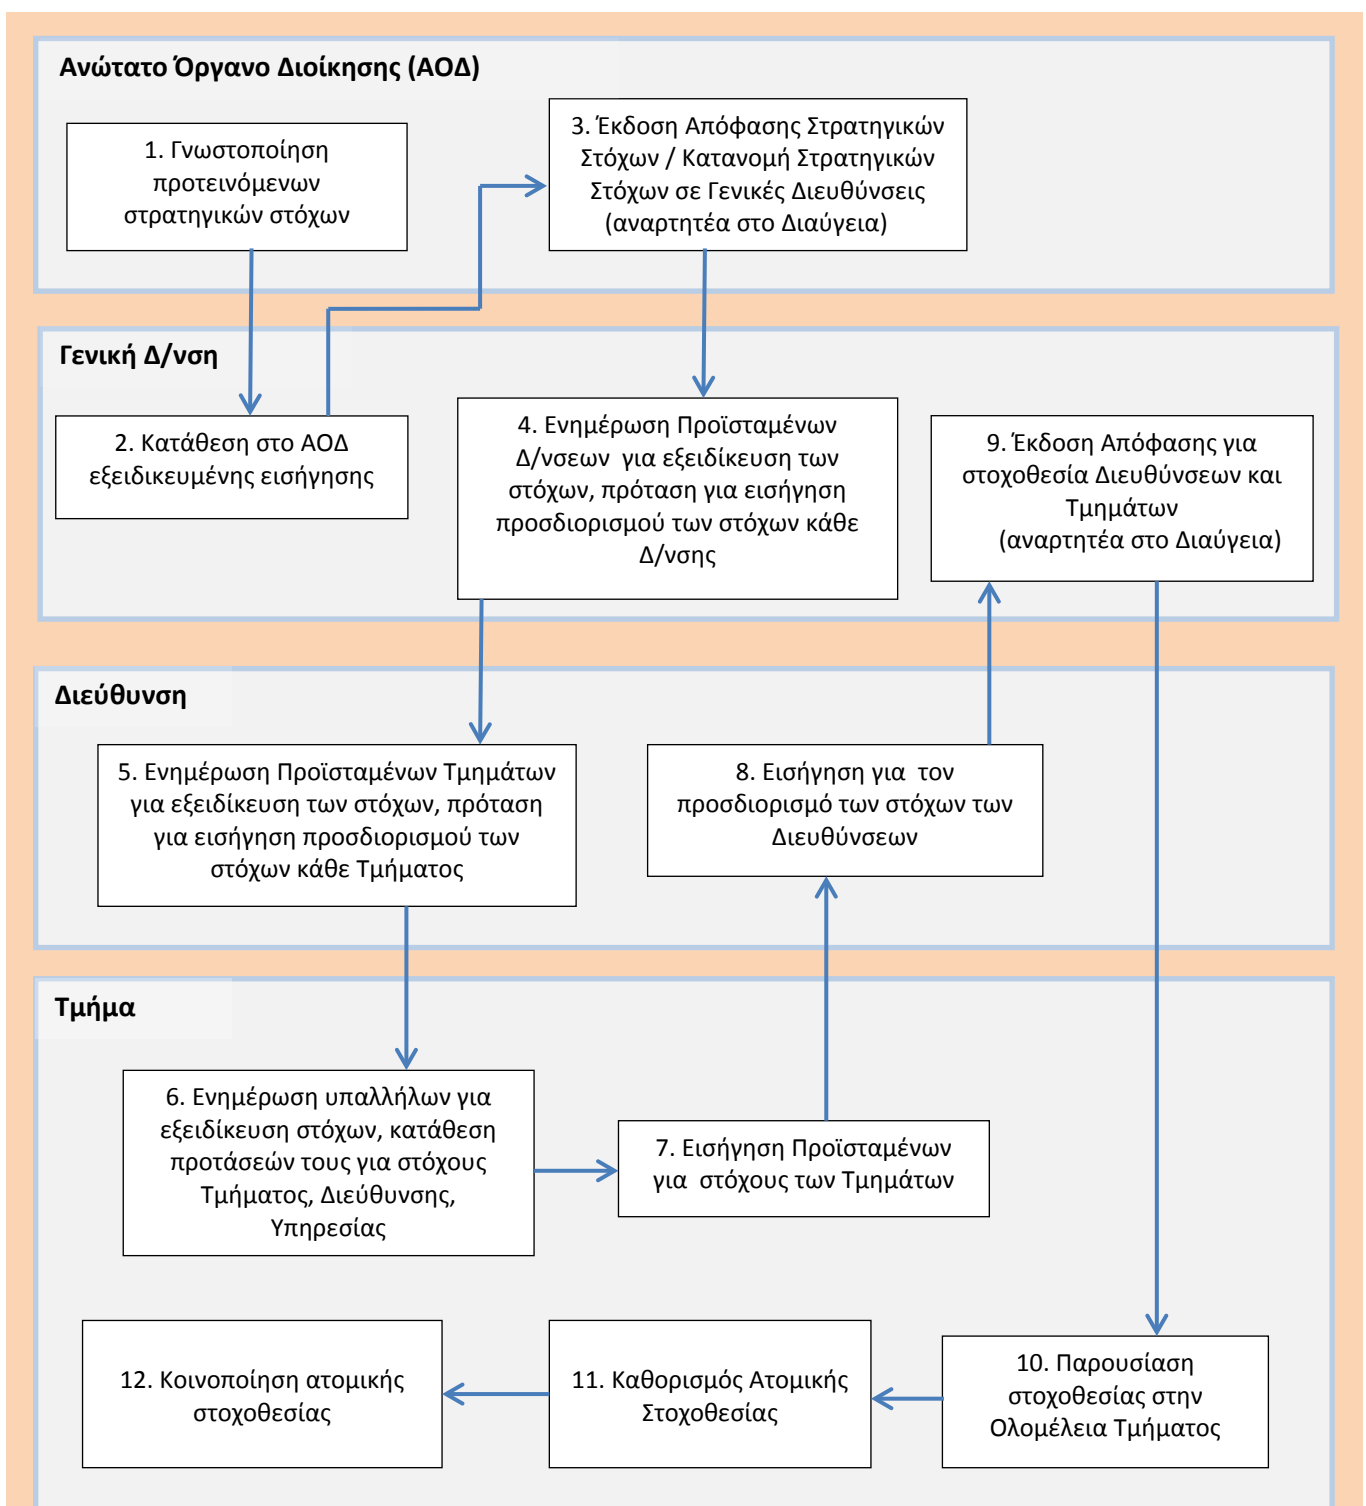 Ανώτατο Όργανο Διοίκησης (ΑΟΔ)
1. Γνωστοποίηση
προτεινόμενων
στρατηγικών στόχων
3. Έκδοση Απόφασης Στρατηγικών
Στόχων / Κατανομή Στρατηγικών
Στόχων σε Γενικές Διευθύνσεις
(αναρτητέα στο Διαύγεια)
Γενική Δ/νση
2. Κατάθεση στο ΑΟΔ
εξειδικευμένης εισήγησης
4. Ενημέρωση Προϊσταμένων
Δ/νσεων για εξειδίκευση των
στόχων, πρόταση για εισήγηση
προσδιορισμού των στόχων κάθε
Δ/νσης
9. Έκδοση Απόφασης για
στοχοθεσία Διευθύνσεων και
Τμημάτων
(αναρτητέα στο Διαύγεια)
Διεύθυνση
5. Ενημέρωση Προϊσταμένων Τμημάτων
για εξειδίκευση των στόχων, πρόταση
για εισήγηση προσδιορισμού των
στόχων κάθε Τμήματος
8. Εισήγηση για τον
προσδιορισμό των στόχων των
Διευθύνσεων
Τμήμα
6. Ενημέρωση υπαλλήλων για
εξειδίκευση στόχων, κατάθεση
προτάσεών τους για στόχους
Τμήματος, Διεύθυνσης,
Υπηρεσίας
7. Εισήγηση Προϊσταμένων
για στόχους των Τμημάτων
12. Κοινοποίηση ατομικής
στοχοθεσίας
11. Καθορισμός Ατομικής
Στοχοθεσίας
10. Παρουσίαση
στοχοθεσίας στην
Ολομέλεια Τμήματος